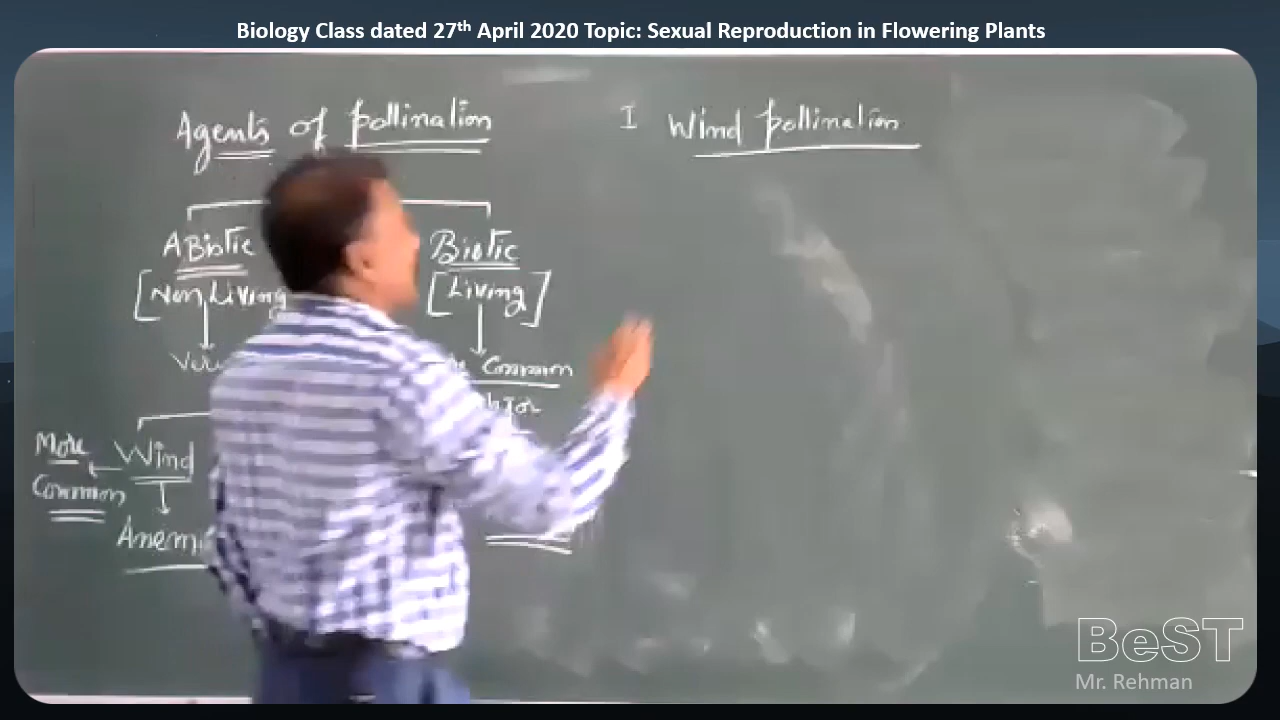 Biology Class dated 27th April 2020 Topic: Sexual Reproduction in Flowering Plants
Agents of pollination
ABiotic
[Non Living
Biotic
[Living]
Common
More
Common
Wind
I Wind pollination
BeST
Mr. Rehman